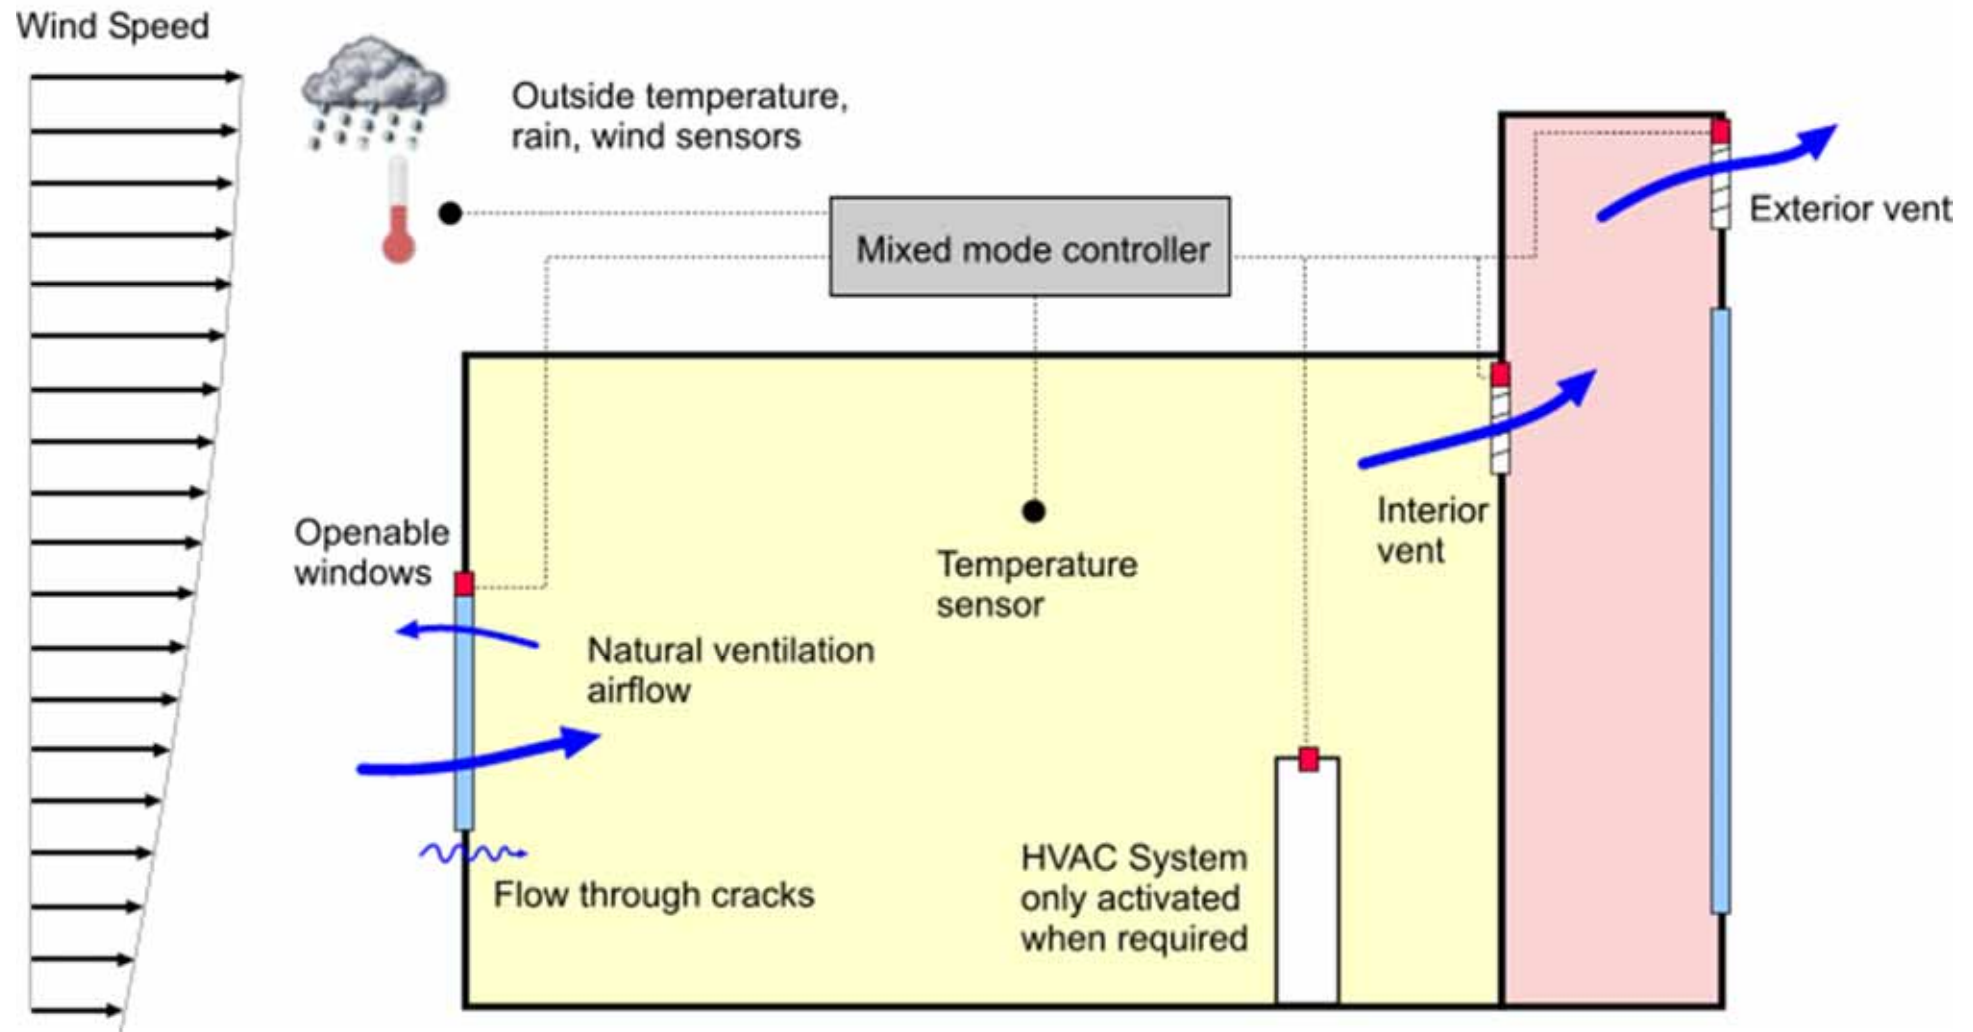 Wind Speed
Outside temperature,
rain, wind sensors
Mixed mode controller
Exterior vent
Openable
windows
Interior
vent
Temperature
sensor
Natural ventilation
airflow
HVAC System
only activated
when required
Flow through cracks